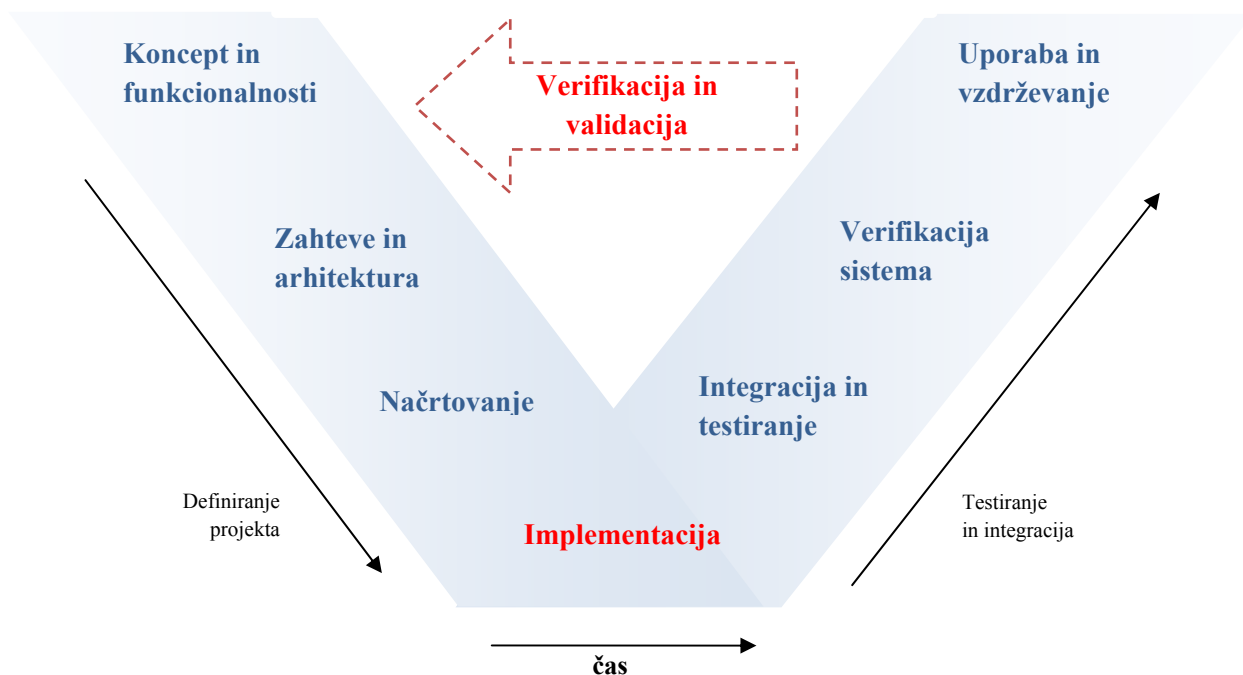 Koncept in
funkcionalnosti
Verifikacija in
validacija
Uporaba in
vzdrževanje
Zahteve in
arhitektura
Verifikacija
sistema
Načrtovanje
Integracija in
testiranje
Definiranje
projekta
Testiranje
in integracija
Implementacija
čas